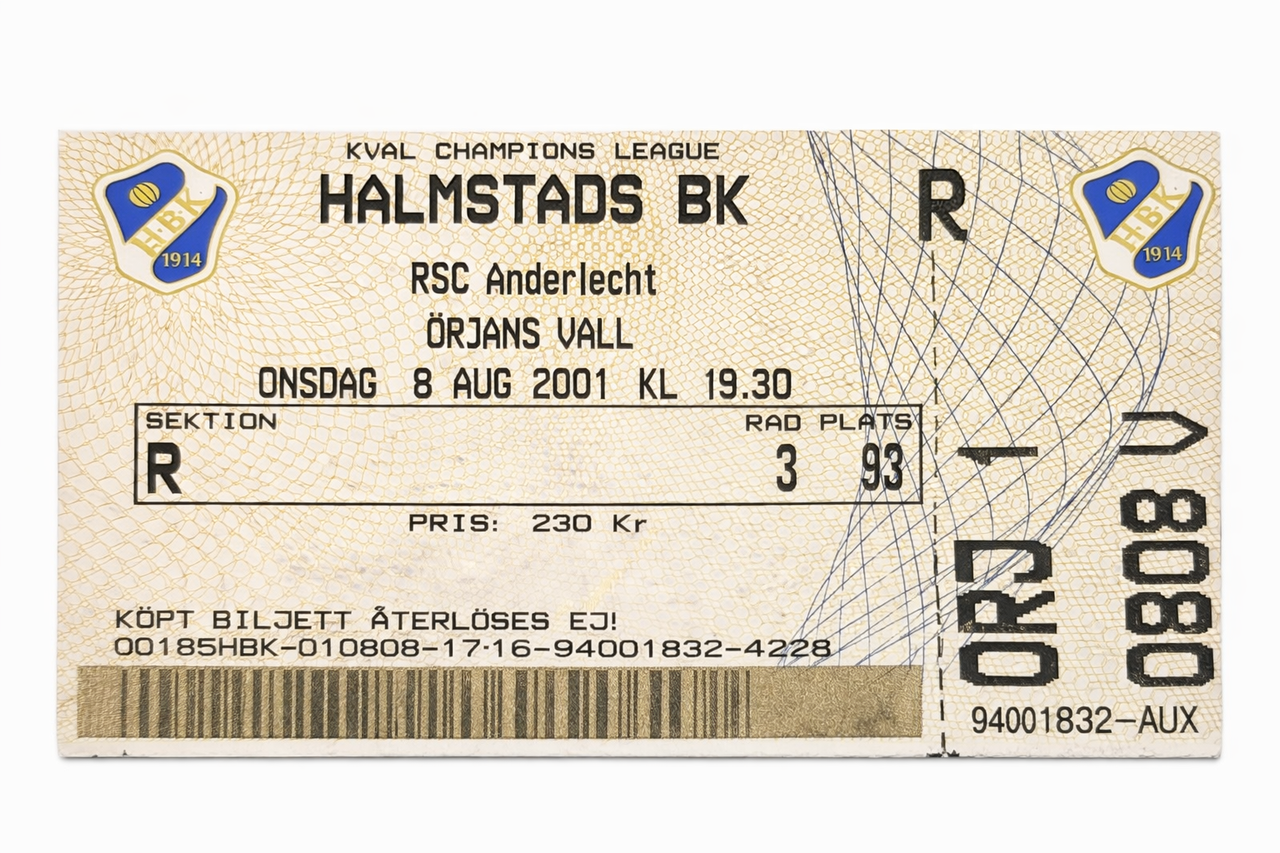 KVAL CHAMPIONS LEAGUE
HALMSTADS BK
RSC Anderlecht
ÖRJANS VALL
ONSDAG 8 AUG 2001 KL 19.30
SEKTION RAD PLATS
R 3 93
PRIS: 230 Kr
KÖPT BILJETT ÅTERLÖSES EJ!
00185HBK-010808-17·16-94001832-4228
H·BK
1914
R
H·BK
1914
ORJ 1
0808 V
94001832-AUX